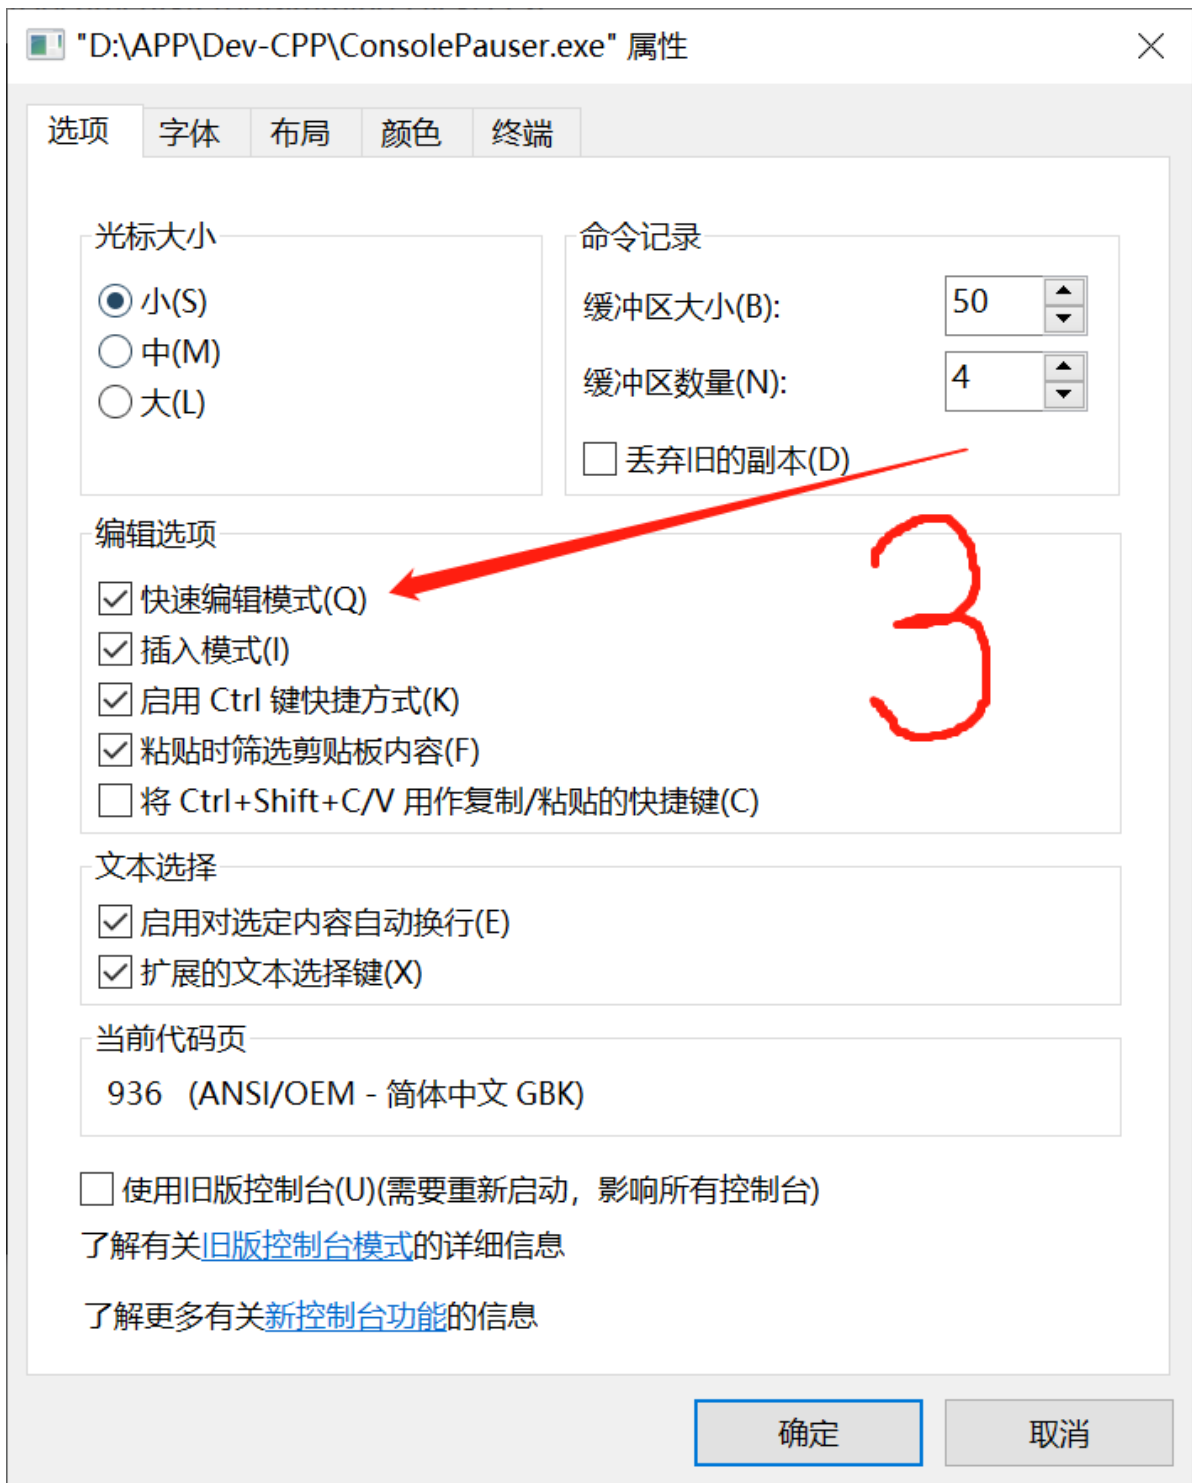 "D:\APP\Dev-CPP\ConsolePauser.exe" 属性
选项 字体 布局 颜色 终端
光标大小
小(S)
中(M)
大(L)
命令记录
缓冲区大小(B): 50
缓冲区数量(N): 4
丢弃旧的副本(D)
编辑选项
快速编辑模式(Q)
插入模式(I)
启用 Ctrl 键快捷方式(K)
粘贴时筛选剪贴板内容(F)
将 Ctrl+Shift+C/V 用作复制/粘贴的快捷键(C)
3
文本选择
启用对选定内容自动换行(E)
扩展的文本选择键(X)
当前代码页
936 (ANSI/OEM - 简体中文 GBK)
使用旧版控制台(U)(需要重新启动，影响所有控制台)
了解有关旧版控制台模式的详细信息
了解更多有关新控制台功能的信息
确定 取消